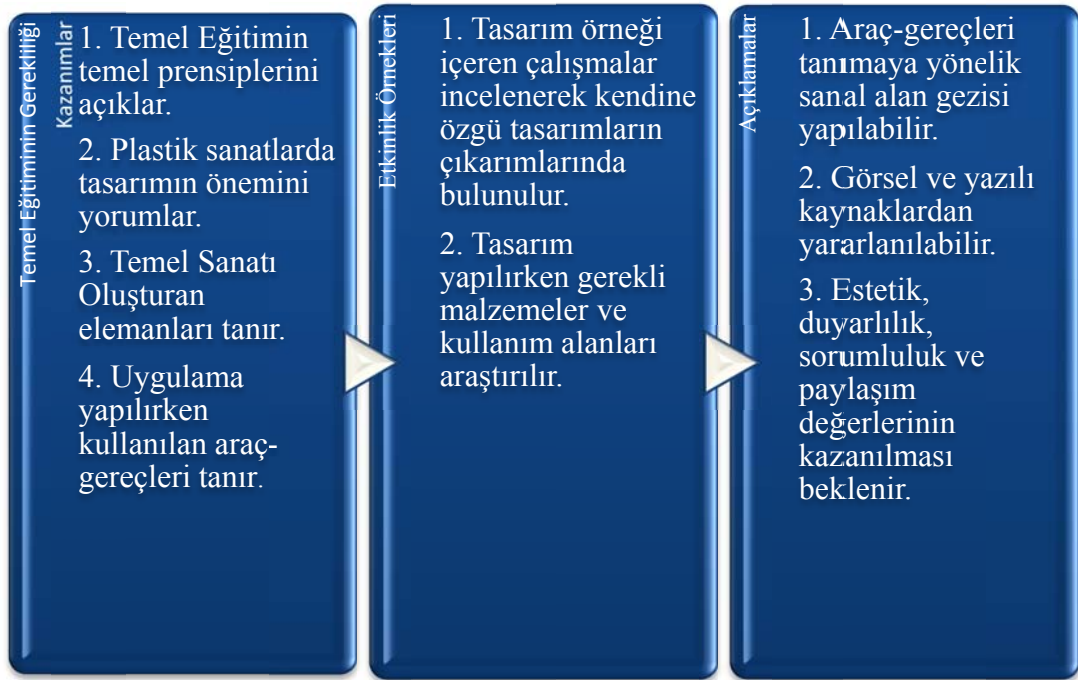 Temel Eğitiminin Gerekliliği
Kazanımlar
1. Temel Eğitimin
temel prensiplerini
açıklar.
2. Plastik sanatlarda
tasarımın önemini
yorumlar.
3. Temel Sanatı
Oluşturan
elemanları tanır.
4. Uygulama
yapılırken
kullanılan araç-
gereçleri tanır.
Etkinlik Örnekleri
1. Tasarım örneği
içeren çalışmalar
incelenerek kendine
özgü tasarımların
çıkarımlarında
bulunulur.
2. Tasarım
yapılırken gerekli
malzemeler ve
kullanım alanları
araştırılır.
Açıklamalar
1. Araç-gereçleri
tanımaya yönelik
sanal alan gezisi
yapılabilir.
2. Görsel ve yazılı
kaynaklardan
yararlanılabilir.
3. Estetik,
duyarlılık,
sorumluluk ve
paylaşım
değerlerinin
kazanılması
beklenir.